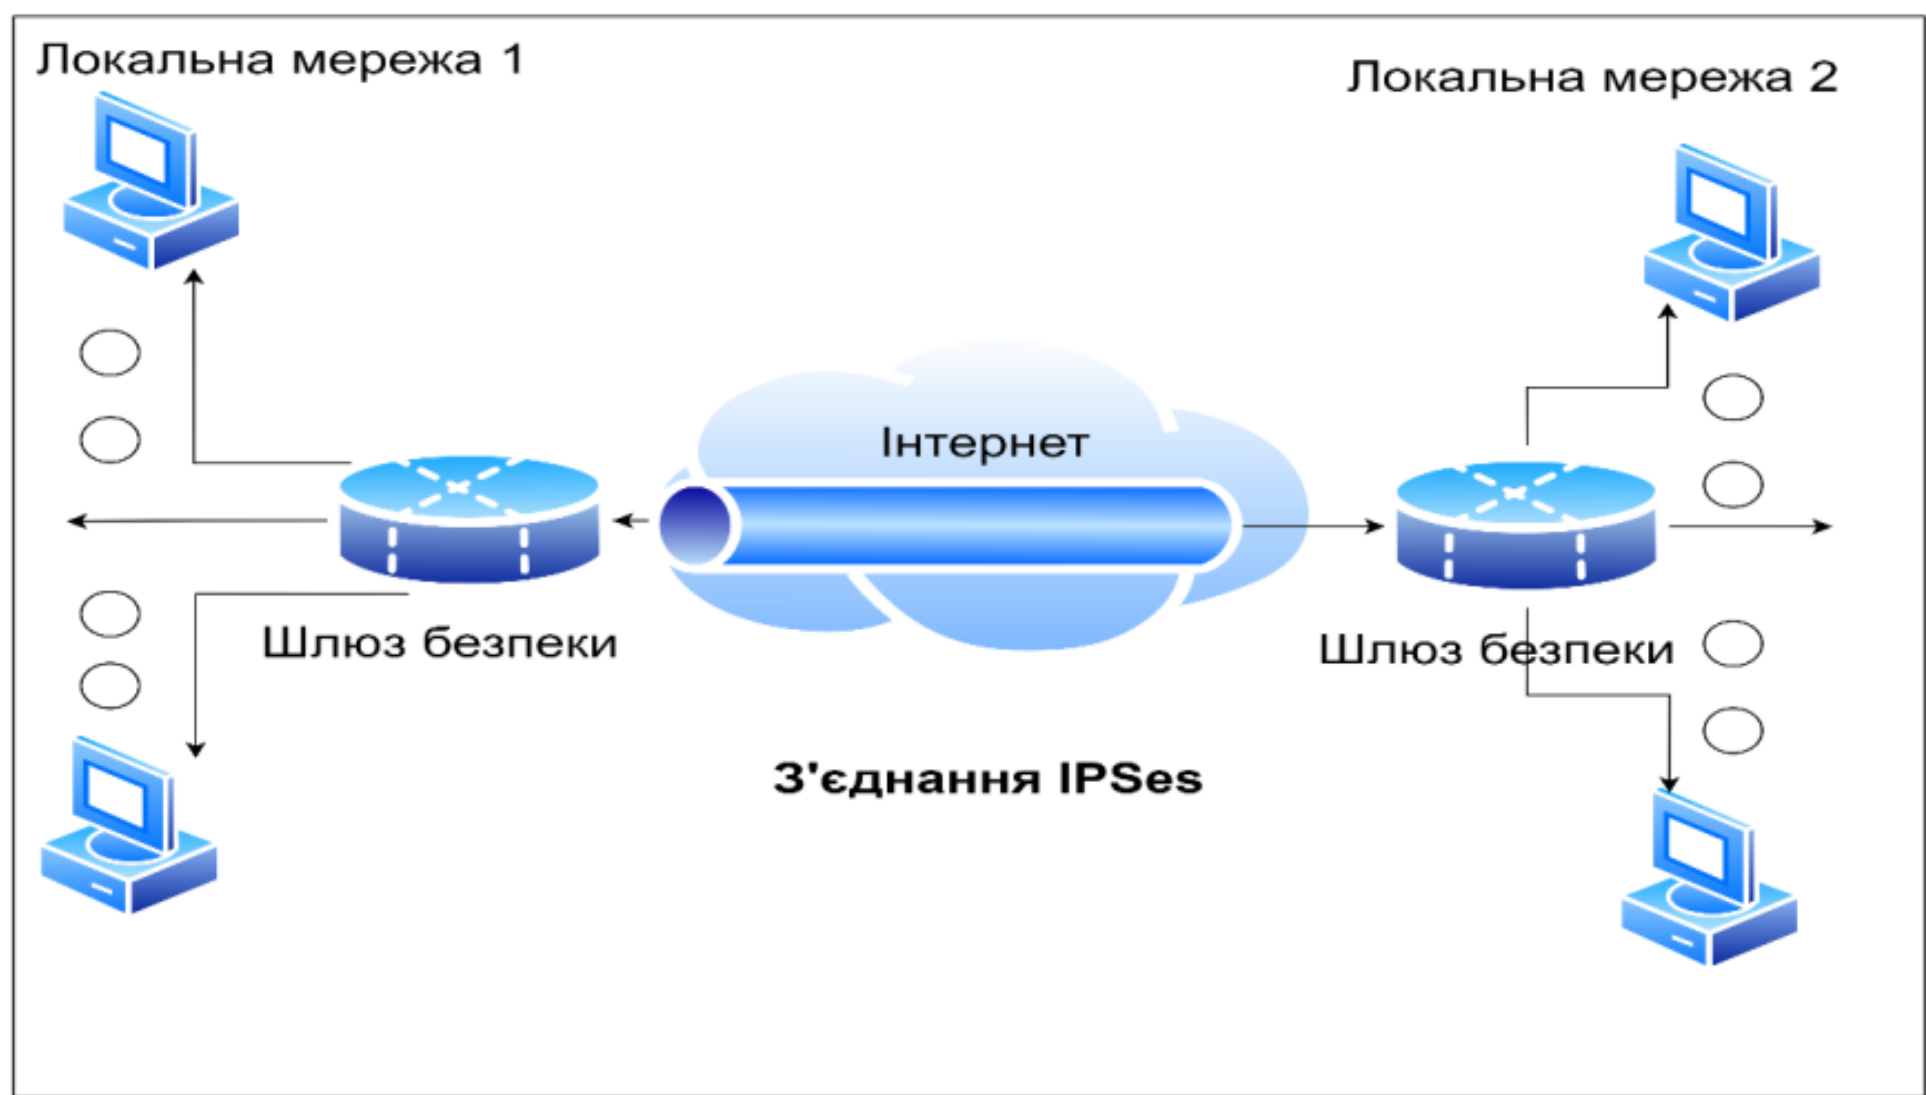 Локальна мережа 1
Локальна мережа 2
Інтернет
Шлюз безпеки
Шлюз безпеки
З'єднання IPSes